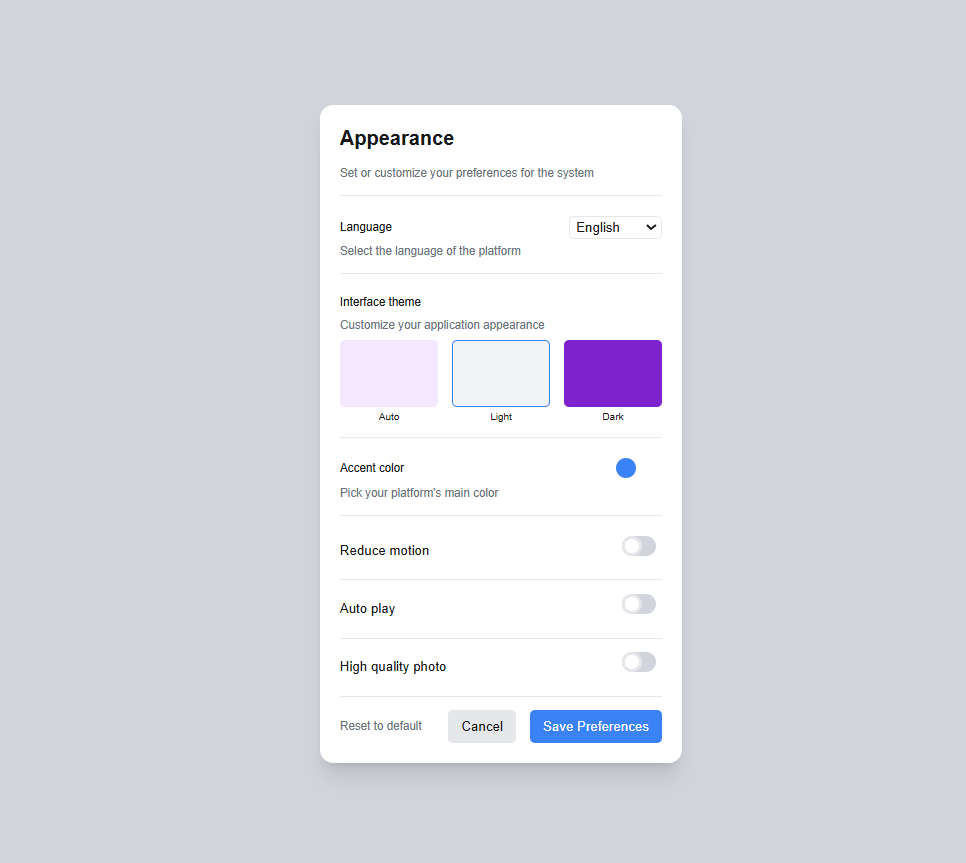 Appearance
Set or customize your preferences for the system
Language
English
Select the language of the platform
Interface theme
Customize your application appearance
Auto
Light
Dark
Accent color
Pick your platform's main color
Reduce motion
Auto play
High quality photo
Reset to default
Cancel
Save Preferences